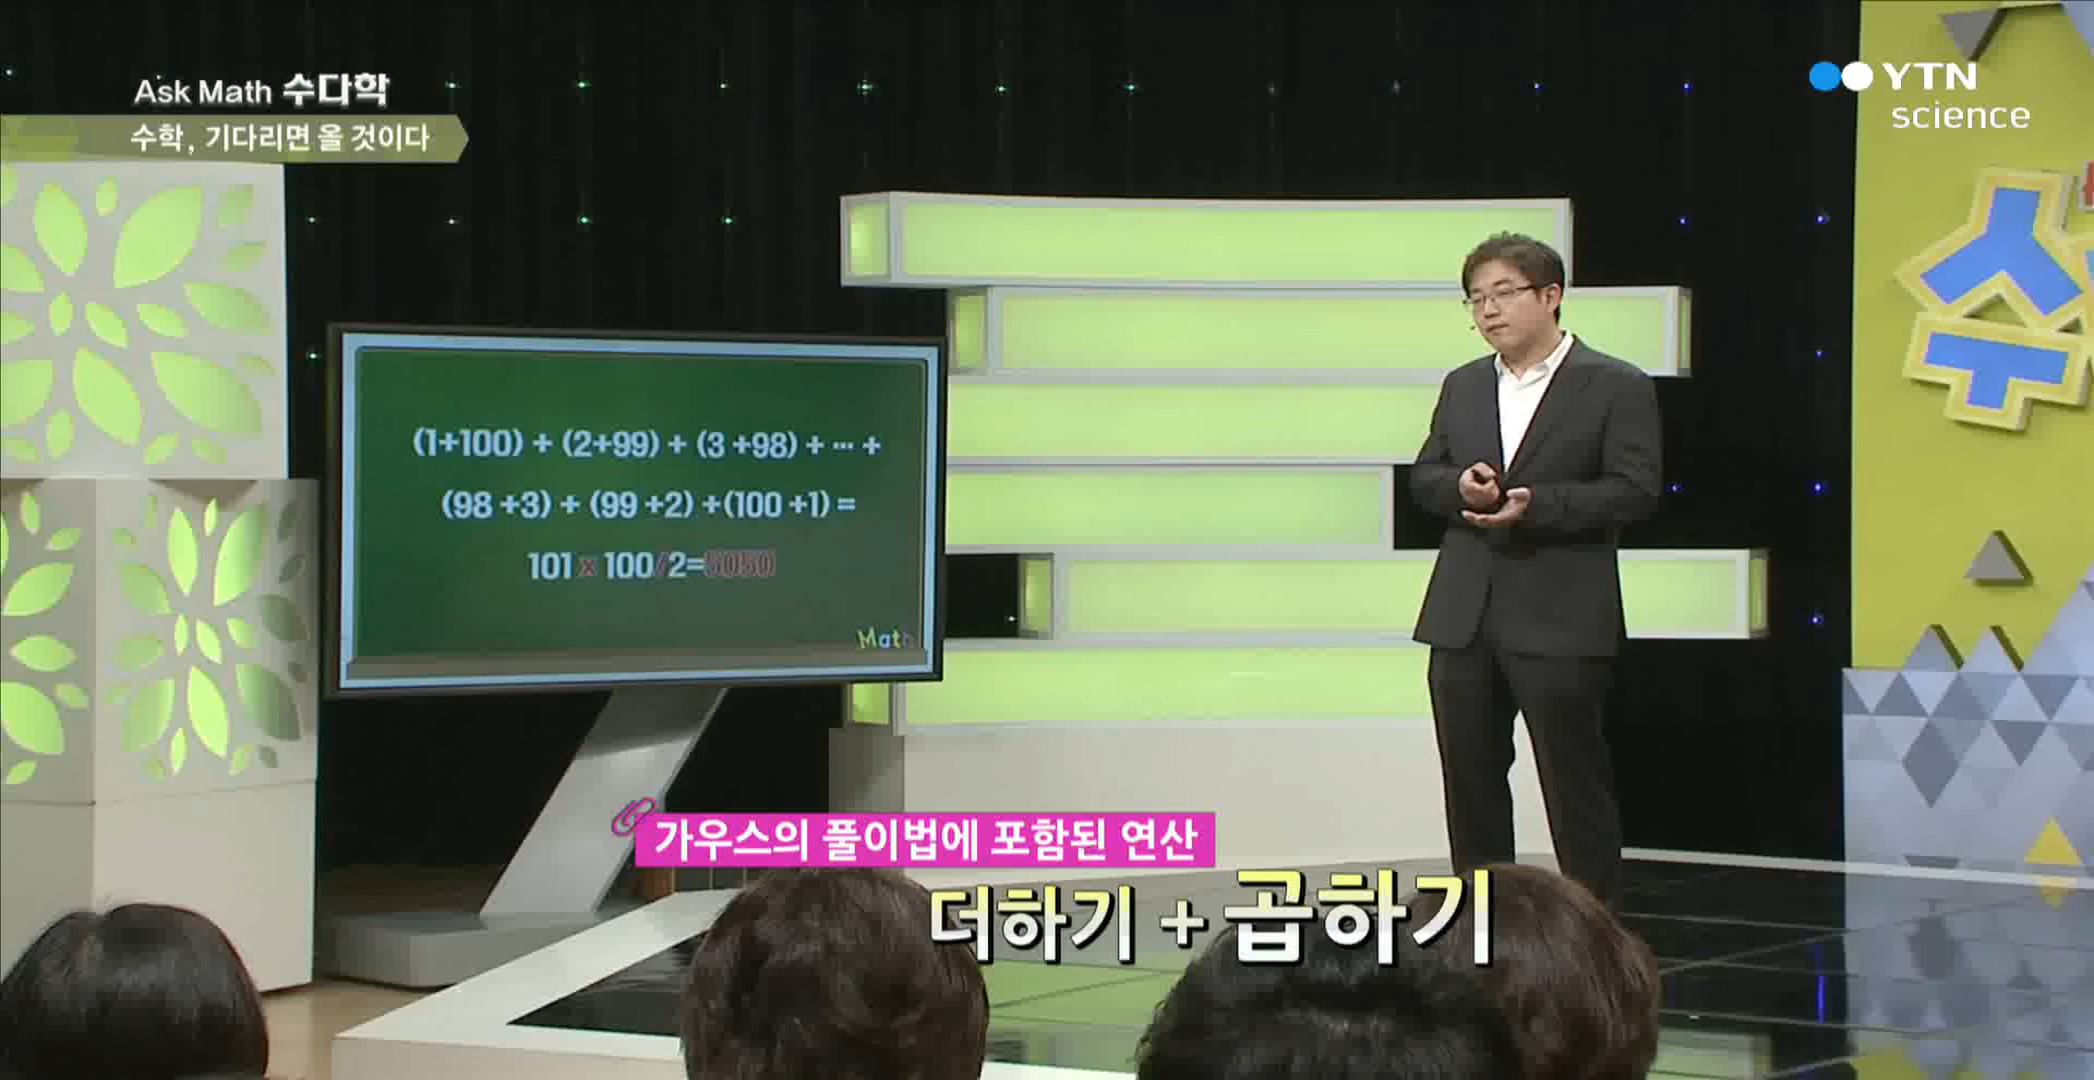 Ask Math 수다학
수학, 기다리면 올 것이다
YTN
science
수
(1+100) + (2+99) + (3 +98) + ··· +
(98 +3) + (99 +2) +(100 +1) =
101 x 100/2=5050
Math
가우스의 풀이법에 포함된 연산
더하기 + 곱하기